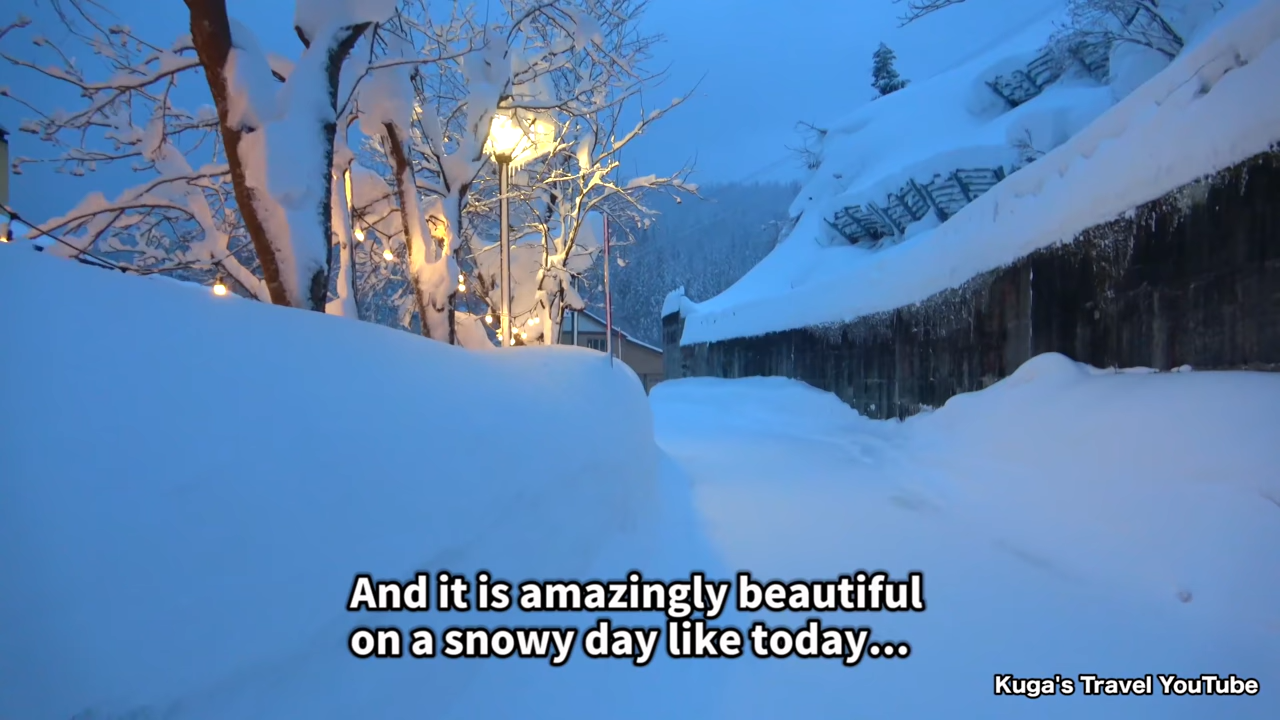 And it is amazingly beautiful
on a snowy day like today...
Kuga's Travel YouTube